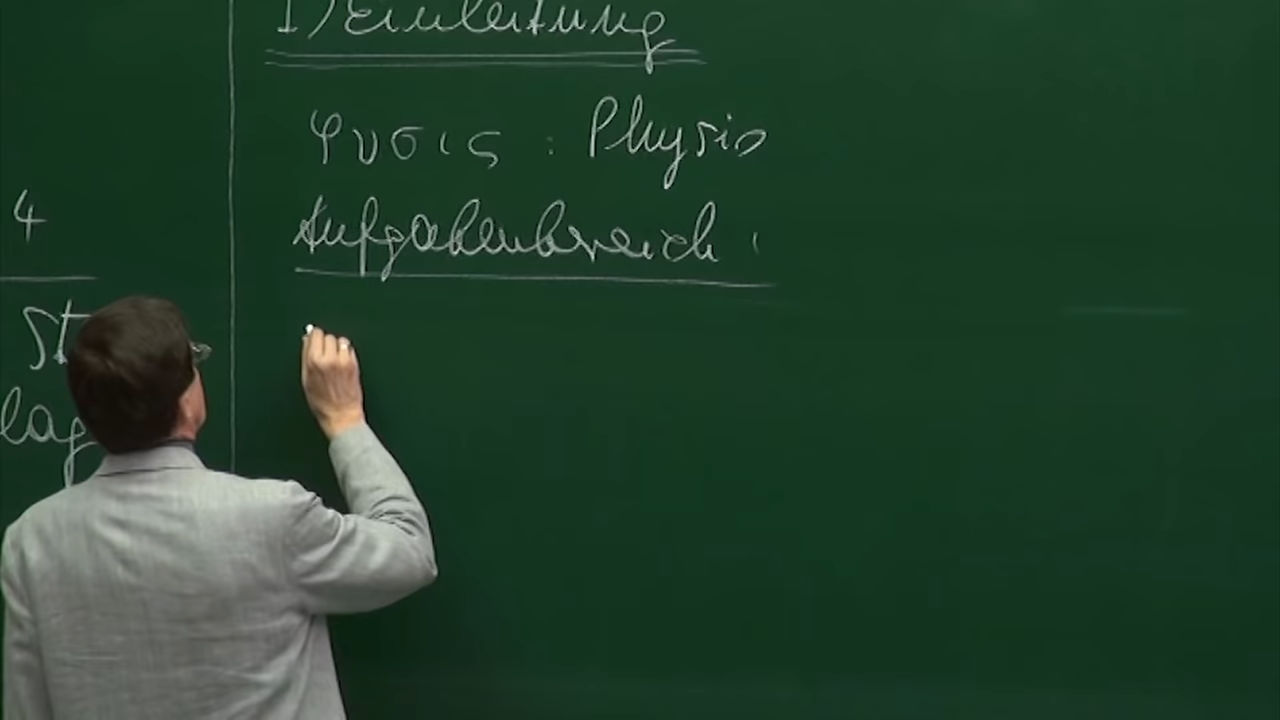 4
St
lag
1) Einleitung
φυσις : Physis
Aufgabenbereich :